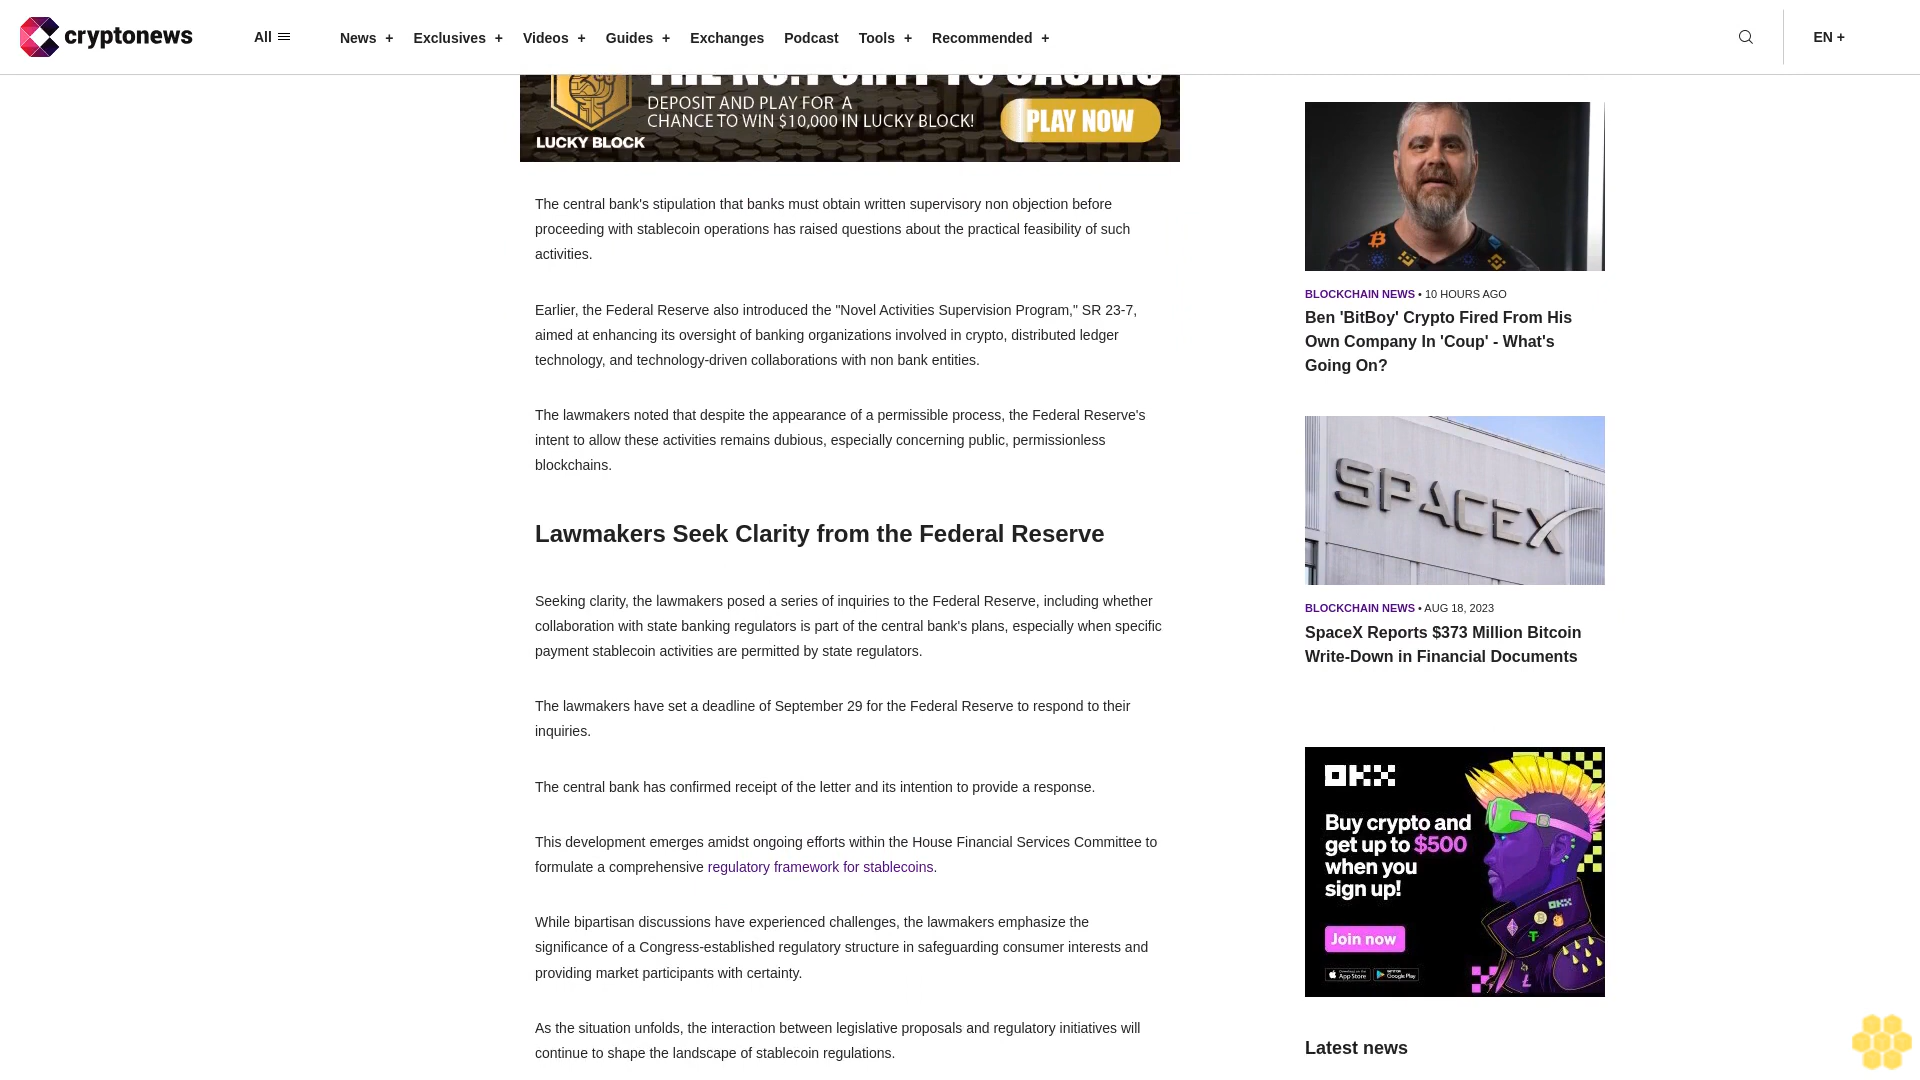 cryptonews
All
News +
Exclusives +
Videos +
Guides +
Exchanges
Podcast
Tools +
Recommended +
EN +
DEPOSIT AND PLAY FOR A
CHANCE TO WIN $10,000 IN LUCKY BLOCK!
PLAY NOW
LUCKY BLOCK
The central bank's stipulation that banks must obtain written supervisory non objection before
proceeding with stablecoin operations has raised questions about the practical feasibility of such
activities.
Earlier, the Federal Reserve also introduced the "Novel Activities Supervision Program," SR 23-7,
aimed at enhancing its oversight of banking organizations involved in crypto, distributed ledger
technology, and technology-driven collaborations with non bank entities.
The lawmakers noted that despite the appearance of a permissible process, the Federal Reserve's
intent to allow these activities remains dubious, especially concerning public, permissionless
blockchains.
Lawmakers Seek Clarity from the Federal Reserve
Seeking clarity, the lawmakers posed a series of inquiries to the Federal Reserve, including whether
collaboration with state banking regulators is part of the central bank's plans, especially when specific
payment stablecoin activities are permitted by state regulators.
The lawmakers have set a deadline of September 29 for the Federal Reserve to respond to their
inquiries.
The central bank has confirmed receipt of the letter and its intention to provide a response.
This development emerges amidst ongoing efforts within the House Financial Services Committee to
formulate a comprehensive regulatory framework for stablecoins.
While bipartisan discussions have experienced challenges, the lawmakers emphasize the
significance of a Congress-established regulatory structure in safeguarding consumer interests and
providing market participants with certainty.
As the situation unfolds, the interaction between legislative proposals and regulatory initiatives will
continue to shape the landscape of stablecoin regulations.
BLOCKCHAIN NEWS • 10 HOURS AGO
Ben 'BitBoy' Crypto Fired From His
Own Company In 'Coup' - What's
Going On?
SPACEX
BLOCKCHAIN NEWS • AUG 18, 2023
SpaceX Reports $373 Million Bitcoin
Write-Down in Financial Documents
OKX
Buy crypto and
get up to $500
when you
sign up!
Join now
App Store
Google Play
OKX
Latest news